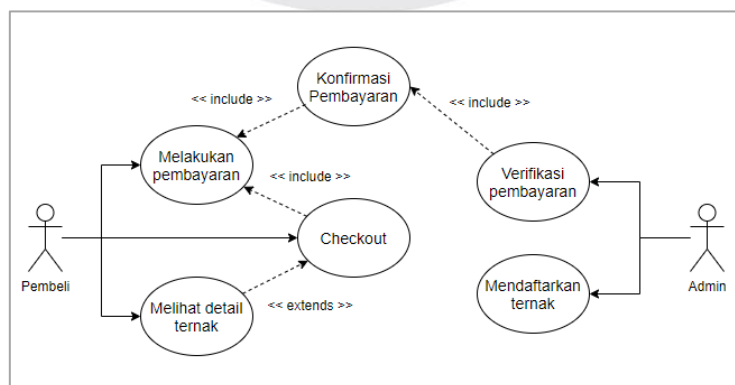 Konfirmasi
Pembayaran
<< include >>
<< include >>
Melakukan
pembayaran
<< include >>
Verifikasi
pembayaran
Checkout
Pembeli
Melihat detail
ternak
<< extends >>
Mendaftarkan
ternak
Admin